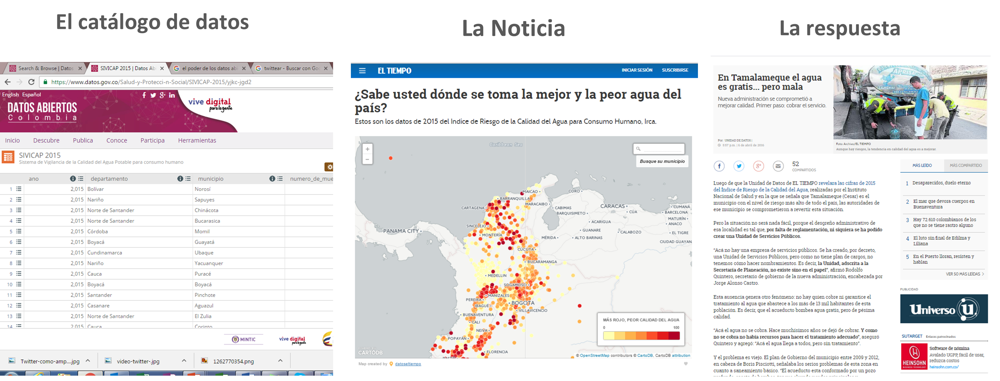 El catálogo de datos
La Noticia
La respuesta
Search & Browse | Datos
SIVICAP 2015 | Datos Ab
el poder de los datos abi
twittear - Buscar con Goo
https://www.datos.gov.co/Salud-y-Protecci-n-Social/SIVICAP-2015/yjkc-jgd2
English Español
DATOS ABIERTOS
Colombia
vive digital
para la gente
Inicio Descubre Publica Conoce Participa Herramientas
SIVICAP 2015
Sistema de Vigilancia de la Calidad del Agua Potable para consumo humano
ano departamento municipio numero_de_mue
1 2,015 Bolívar Norosí
2 2,015 Nariño Sapuyes
3 2,015 Norte de Santander Chinácota
4 2,015 Norte de Santander Bucarasica
5 2,015 Córdoba Momil
6 2,015 Boyacá Guayatá
7 2,015 Cundinamarca Ubaque
8 2,015 Nariño Yacuanquer
9 2,015 Cauca Puracé
10 2,015 Boyacá Boyacá
11 2,015 Santander Pinchote
12 2,015 Casanare Aguazul
13 2,015 Norte de Santander El Zulia
14 2,015 Cauca Corinto
MINTIC
vive digital
para la gente
Twitter-como-amp....jpg
video-twitter-.jpg
1262770354.png
EL TIEMPO
INICIAR SESIÓN SUSCRIBIRSE
¿Sabe usted dónde se toma la mejor y la peor agua del
país?
Estos son los datos de 2015 del Indice de Riesgo de la Calidad del Agua para Consumo Humano, Irca.
+
−
Caribbean Sea
Busque su municipio
MAICAO
CORO
BARRANQUILLA
MARACAIBO
CARTAGENA
CABIMAS
CARACAS
CUMANÁ
BARQUISIMETO
CÚA
BARCELONA
MATURÍN
ACARIGUA
ANACO
SINCELEJO
PANAMA CITY
GUANARE
CALABOZO
EL TIGRE
MONTERÍA
MÉRIDA
ALTO BARINAS
CIUDAD GUAYAN
CÚCUTA
BUCARAMANGA
MEDELLIN
SOGAMOSO
MANIZALES
PEREIRA
BOGOTA
IBAGUÉ
VILLAVICENCIO
BUENAVENTURA
CALI
NEIVA
POPAYÁN
FLORENCIA
MÁS ROJO, PEOR CALIDAD DEL AGUA
0 100
POWERED BY
CARTODB
© OpenStreetMap contributors © CartoDB, CartoDB attribution
Map created by datoseltiempo
En Tamalameque el agua
es gratis... pero mala
Nueva administración se comprometió a
mejorar calidad. Primer paso: cobrar el servicio.
Por: UNIDAD DE DATOS |
5:57 p.m. | 6 de abril de 2016
APRISA
24 HORAS
Foto: Archivo/EL TIEMPO
Aunque hay riesgos, la tendencia en calidad del agua es a mejorar.
52
COMPARTIDOS
Luego de que la Unidad de Datos de EL TIEMPO revelara las cifras de 2015
del Índice de Riesgo de la Calidad del Agua, realizadas por el Instituto
Nacional de Salud y en la que se señala que Tamalameque (Cesar) es el
municipio con el nivel de riesgo más alto de todo el país, las autoridades de
ese municipio se comprometieron a revertir esta situación.
Pero la situación no será nada fácil, porque el desgreño administrativo de
esa localidad es tal que, por falta de reglamentación, ni siquiera se ha podido
crear una Unidad de Servicios Públicos.
“Acá no hay una empresa de servicios públicos. Se ha creado, por decreto,
una Unidad de Servicios Públicos, pero como no tiene plan de cargos, no
tenemos cómo hacer nombramientos. Es decir, la Unidad, adscrita a la
Secretaría de Planeación, no existe sino en el papel”, afirmó Rodolfo
Quintero, secretario de gobierno de la nueva administración, encabezada por
Jorge Alonso Castro.
Esta ausencia genera otro fenómeno: no hay quien cobre ni garantice el
tratamiento al agua que abastece a los más de 13 mil habitantes de esta
población. Es decir, que el acueducto bombea agua gratis, pero de pésima
calidad.
“Acá el agua no se cobra. Hace muchísimos años se dejó de cobrar. Y como
no se cobra no había recursos para hacer el tratamiento adecuado”, aseguró
Quintero y agregó: “Acá el agua llega a todos, pero sin tratamiento”.
Y el problema es viejo. El plan de Gobierno del municipio entre 2009 y 2012,
en cabeza de Boris Pisciotti, señalaba los serios problemas de esta zona en
cuanto a saneamiento básico. “El acueducto esta conformado por un pozo
MÁS LEÍDO MÁS COMPARTIDO
1 Desaparecidos, duelo eterno
2 El mar que devora cuerpos en
Buenaventura
3 Hay 72.610 colombianos de los
que no se tiene rastro alguno
4 El luto sin final de Edilma y
Liliana
5 En el Puerto lloran, resisten y
hablan
VER 50 MÁS LEÍDAS >
PUBLICIDAD
Universo U.
SUTARGET Enlaces patrocinados
HEINSOHN
BUSINESS TECHNOLOGY
Software de nómina
Avalado UGPP, fácil de usar,
reduzca costos
heinsohn.com.co/